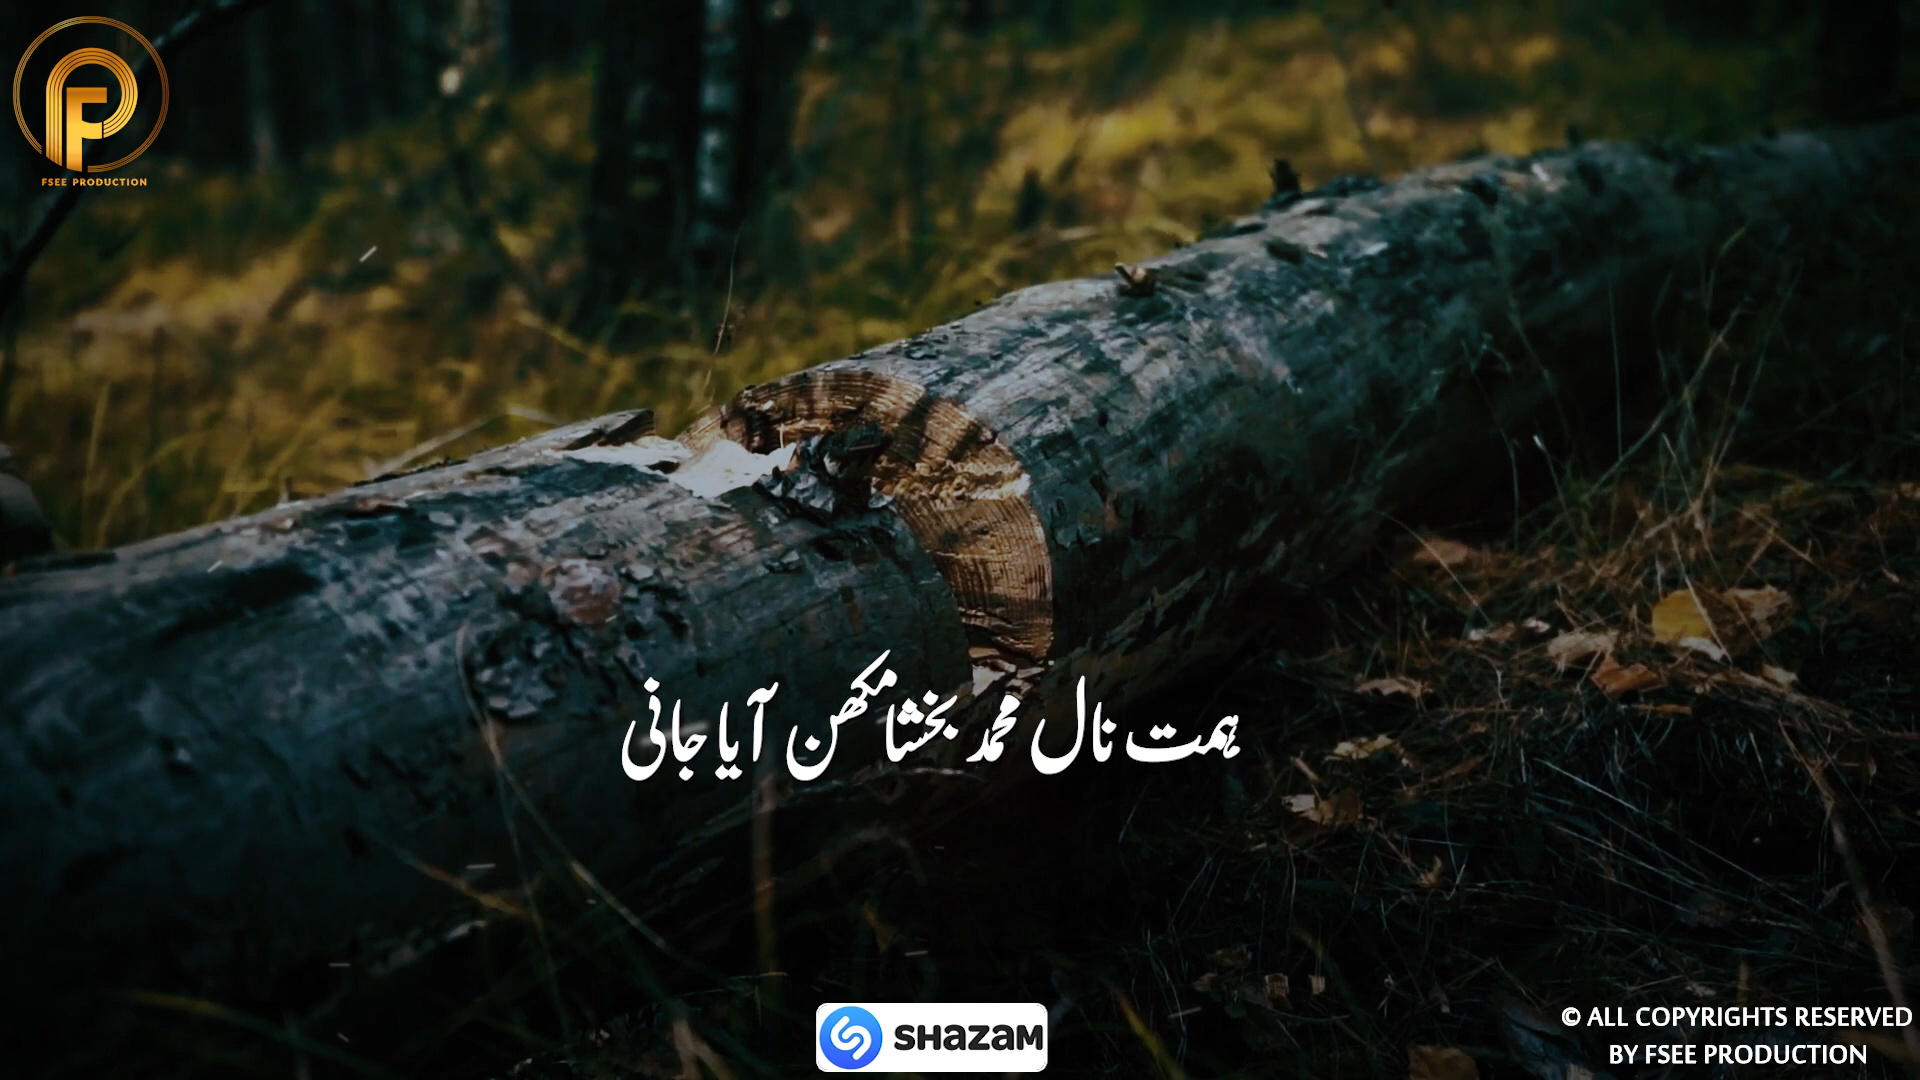 FSEE PRODUCTION
ہمت نال محمد بخشا مکھن آیا جانی
SHAZAM
© ALL COPYRIGHTS RESERVED
BY FSEE PRODUCTION